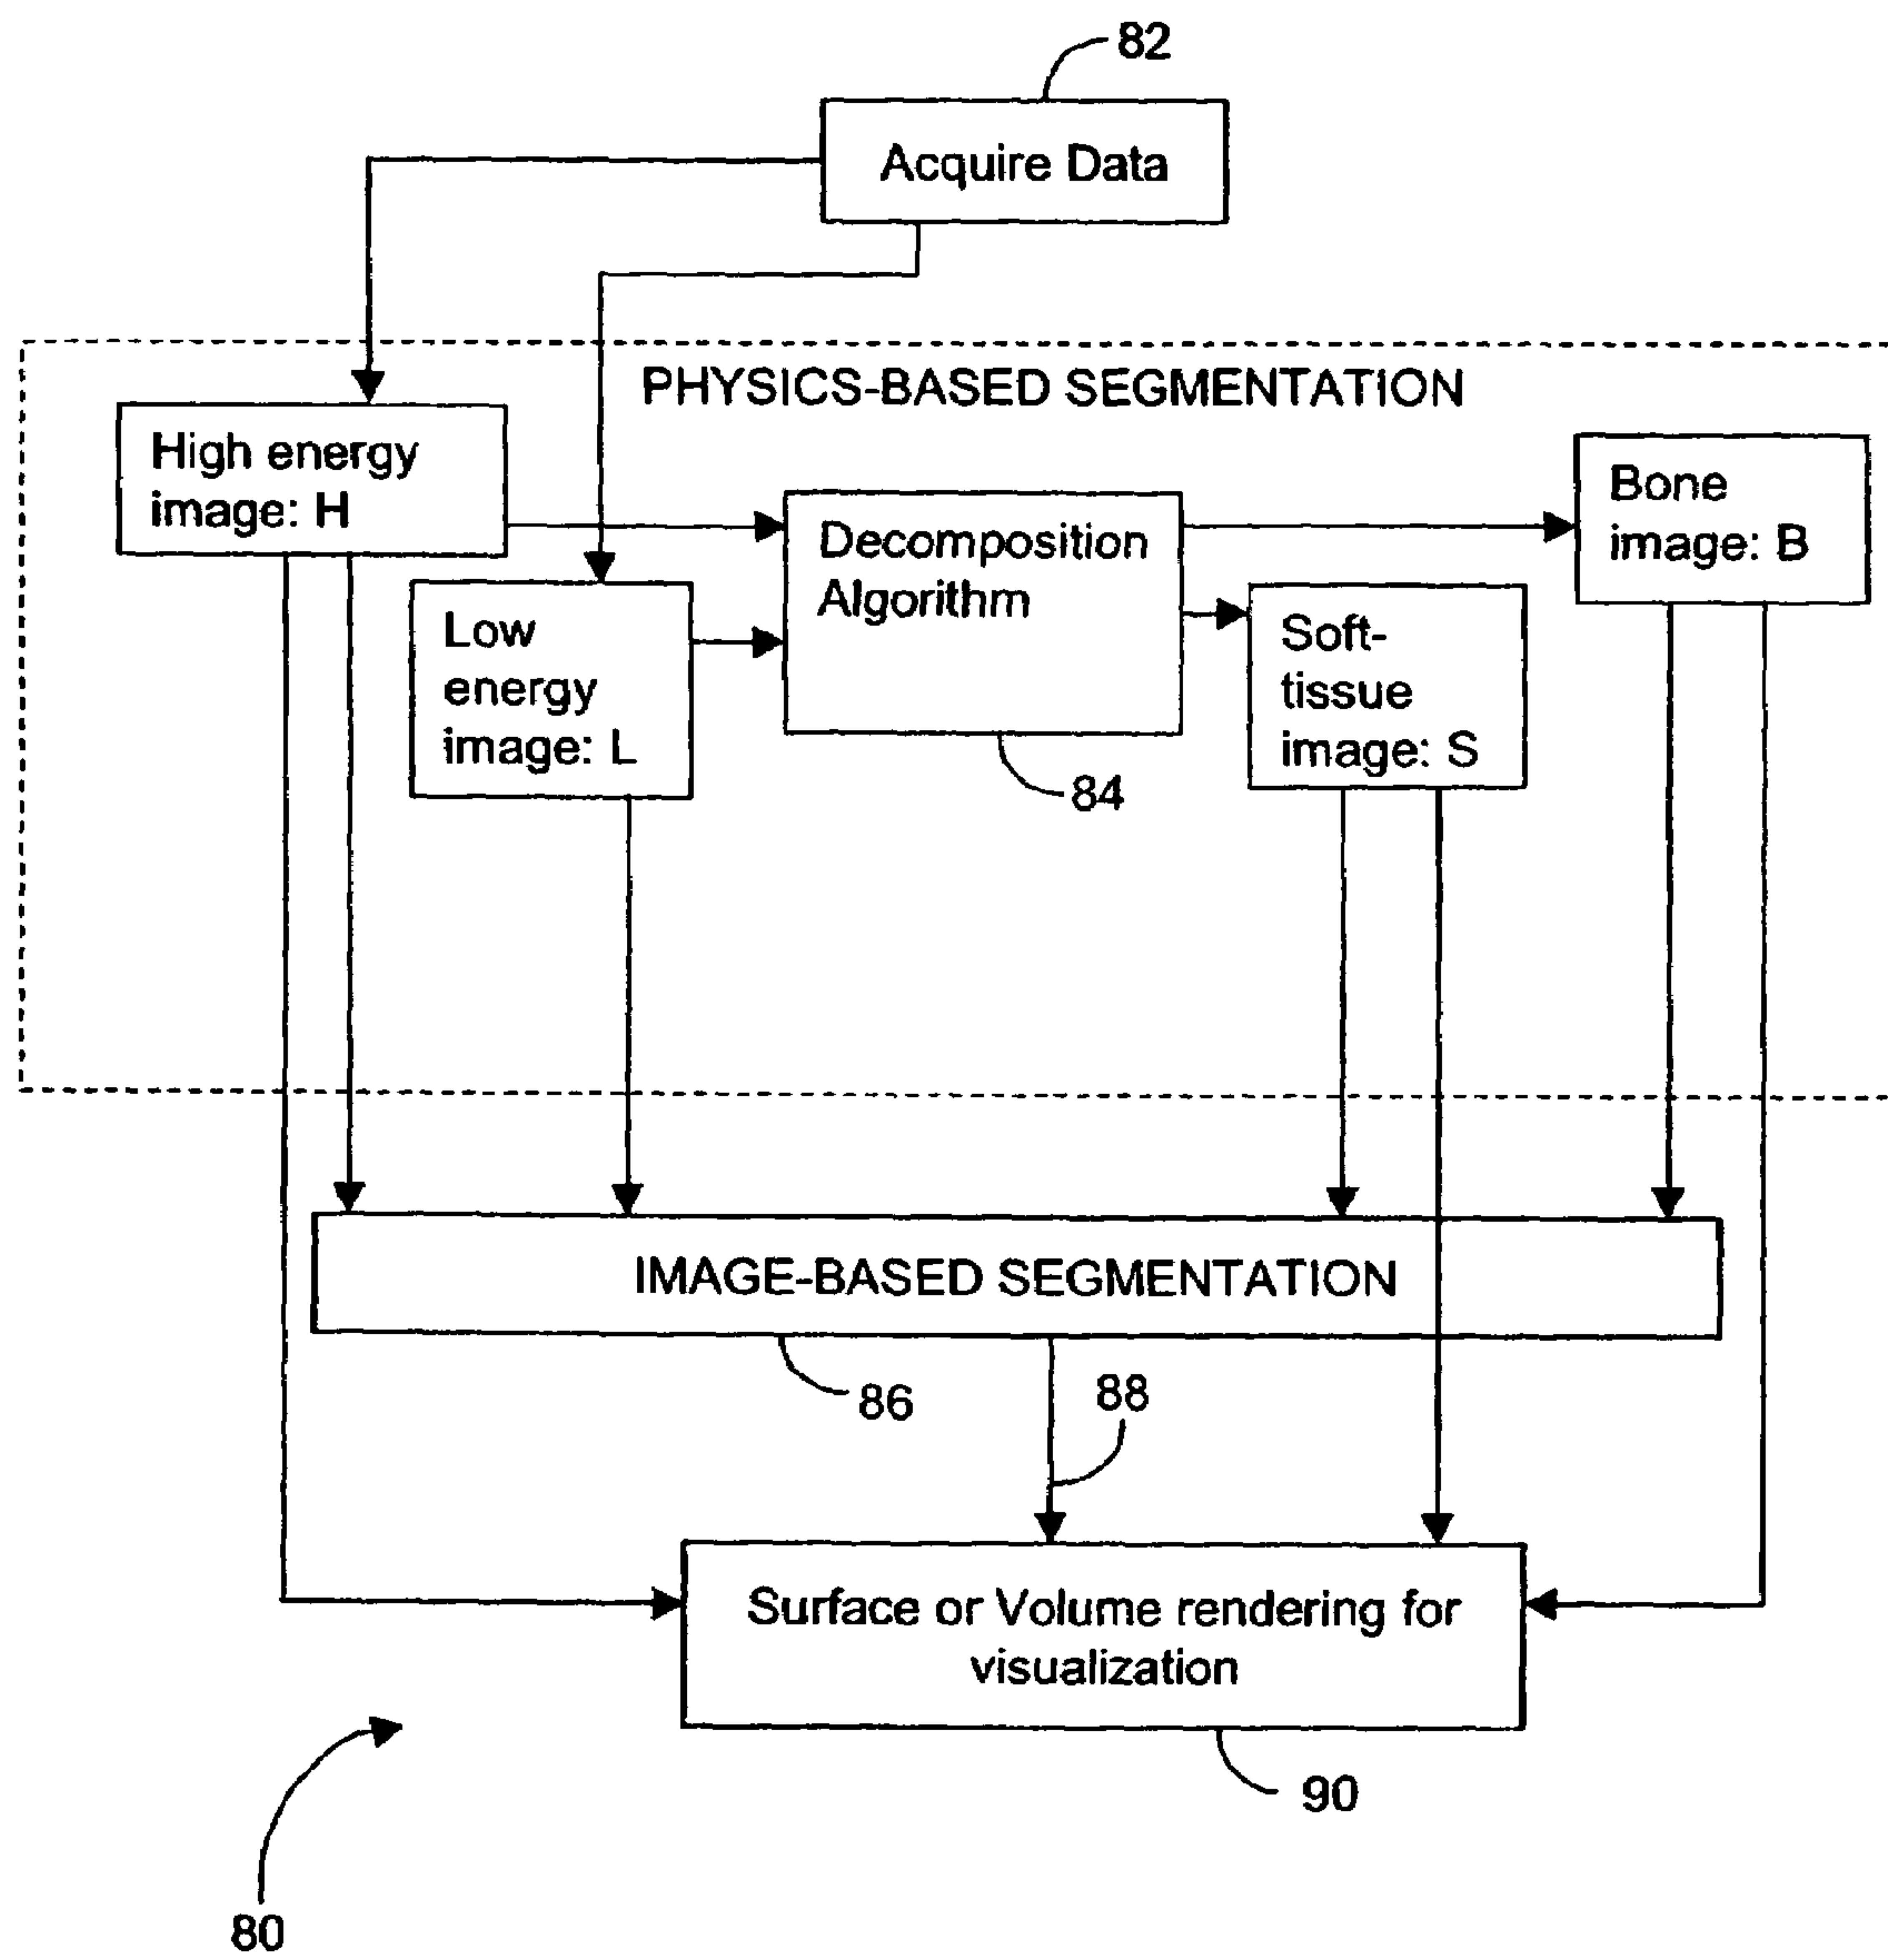 82
Acquire Data
PHYSICS-BASED SEGMENTATION
High energy
image: H
Low
energy
image: L
Decomposition
Algorithm
84
Soft-
tissue
image: S
Bone
image: B
IMAGE-BASED SEGMENTATION
86
88
Surface or Volume rendering for
visualization
90
80